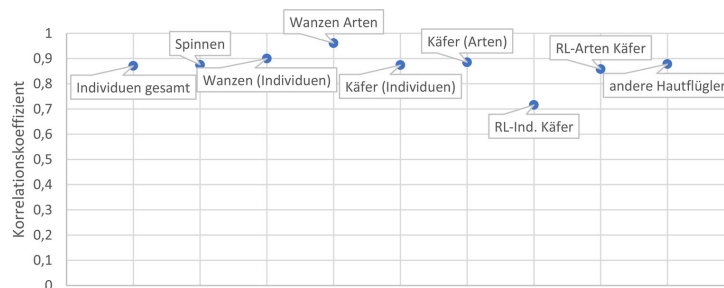 Wanzen Arten
1
Spinnen
Käfer (Arten)
RL-Arten Käfer
0,9
Individuen gesamt
Wanzen (Individuen)
Käfer (Individuen)
andere Hautflügler
0,8
0,7
RL-Ind. Käfer
0,6
0,5
0,4
0,3
0,2
0,1
0
Korrelationskoeffizient